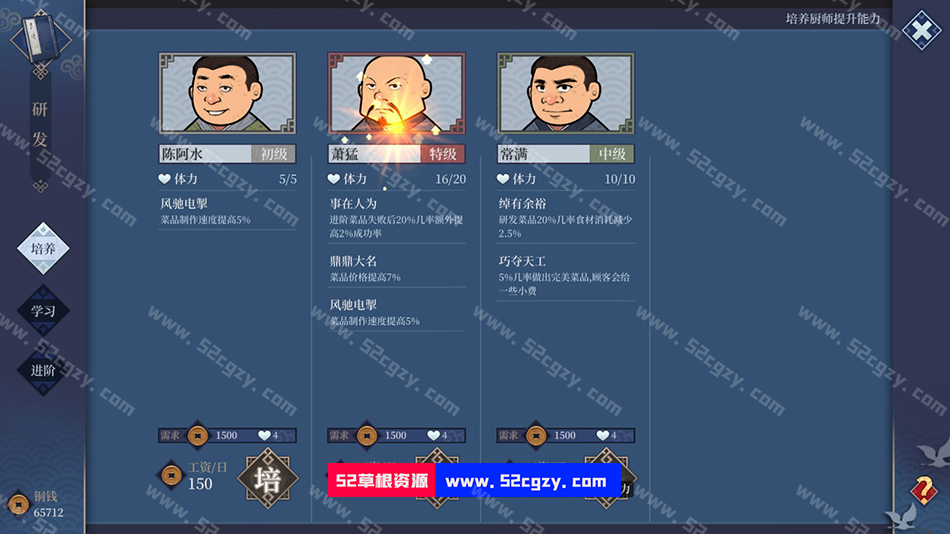 培养厨师提升能力
研
发
培养
学习
进阶
铜钱
65712
陈阿水 初级
体力 5/5
风驰电掣
菜品制作速度提高5%
需求 1500 4
工资/日
150
培
萧猛 特级
体力 16/20
事在人为
进阶菜品失败后20%几率额外提
高2%成功率
鼎鼎大名
菜品价格提高7%
风驰电掣
菜品制作速度提高5%
需求 1500 4
常满 中级
体力 10/10
绰有余裕
研发菜品20%几率食材消耗减少
2.5%
巧夺天工
5%几率做出完美菜品,顾客会给
一些小费
需求 1500 4
力
52草根资源 www.52cgzy.com
www.52cgzy.com